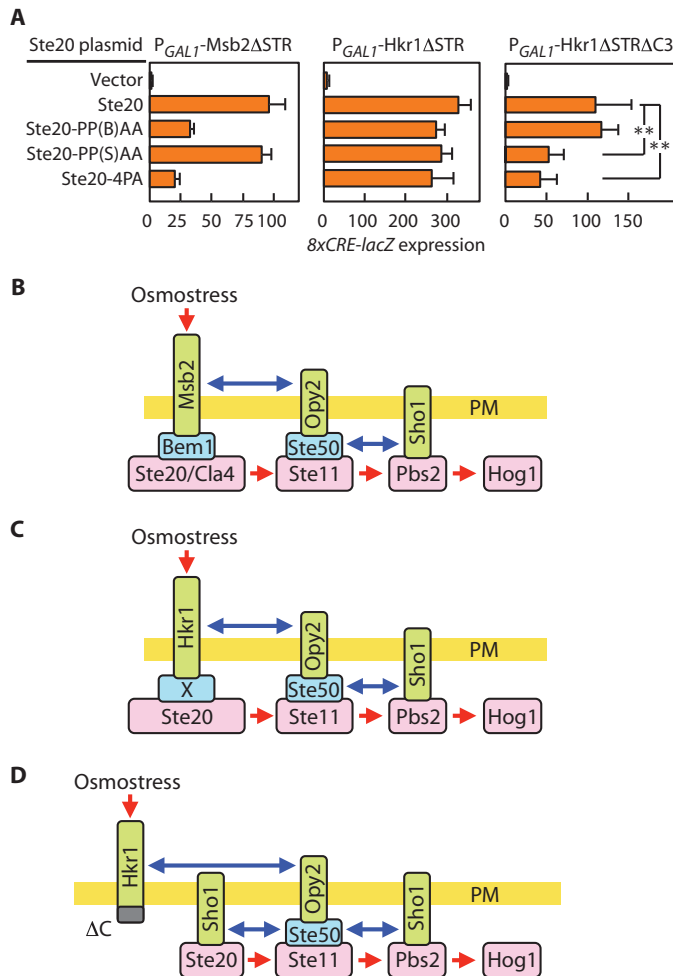 A
Ste20 plasmid PGAL1-Msb2ΔSTR PGAL1-Hkr1ΔSTR PGAL1-Hkr1ΔSTRΔC3
Vector
Ste20
Ste20-PP(B)AA
Ste20-PP(S)AA
Ste20-4PA
** **
0 25 50 75 100 0 100 200 300 0 50 100 150
8xCRE-lacZ expression
B
Osmostress
Msb2 Opy2 Sho1 PM
Bem1 Ste50
Ste20/Cla4 Ste11 Pbs2 Hog1
C
Osmostress
Hkr1 Opy2 Sho1 PM
X Ste50
Ste20 Ste11 Pbs2 Hog1
D
Osmostress
Hkr1 Sho1 Opy2 Sho1 PM
ΔC Ste50
Ste20 Ste11 Pbs2 Hog1